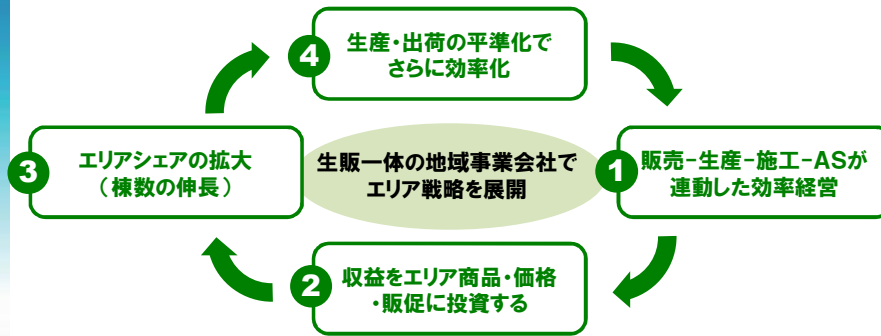 4
生産・出荷の平準化で
さらに効率化
3
エリアシェアの拡大
（棟数の伸長）
生販一体の地域事業会社で
エリア戦略を展開
1
販売-生産-施工-ASが
連動した効率経営
2
収益をエリア商品・価格
・販促に投資する